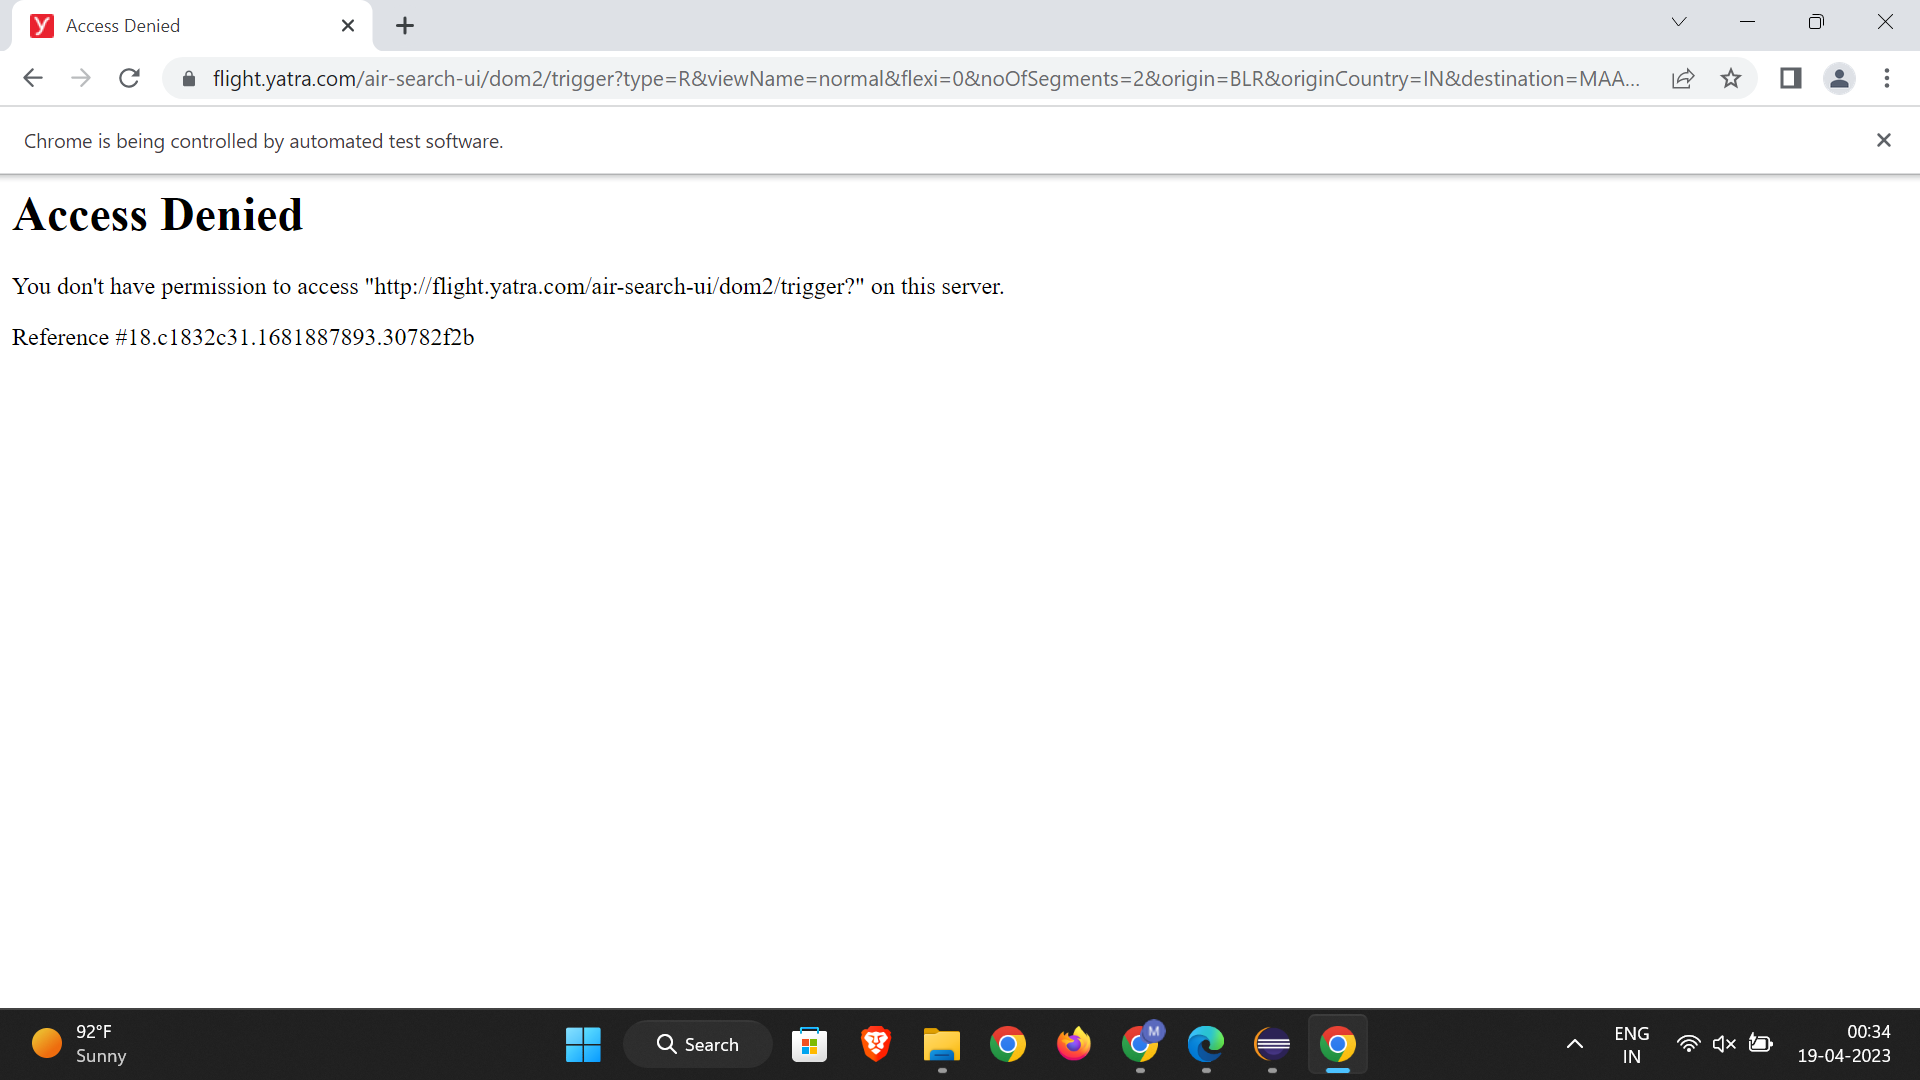 Access Denied
flight.yatra.com/air-search-ui/dom2/trigger?type=R&viewName=normal&flexi=0&noOfSegments=2&origin=BLR&originCountry=IN&destination=MAA...
Chrome is being controlled by automated test software.
Access Denied
You don't have permission to access "http://flight.yatra.com/air-search-ui/dom2/trigger?" on this server.
Reference #18.c1832c31.1681887893.30782f2b
92°F
Sunny
Search
M
ENG
IN
00:34
19-04-2023